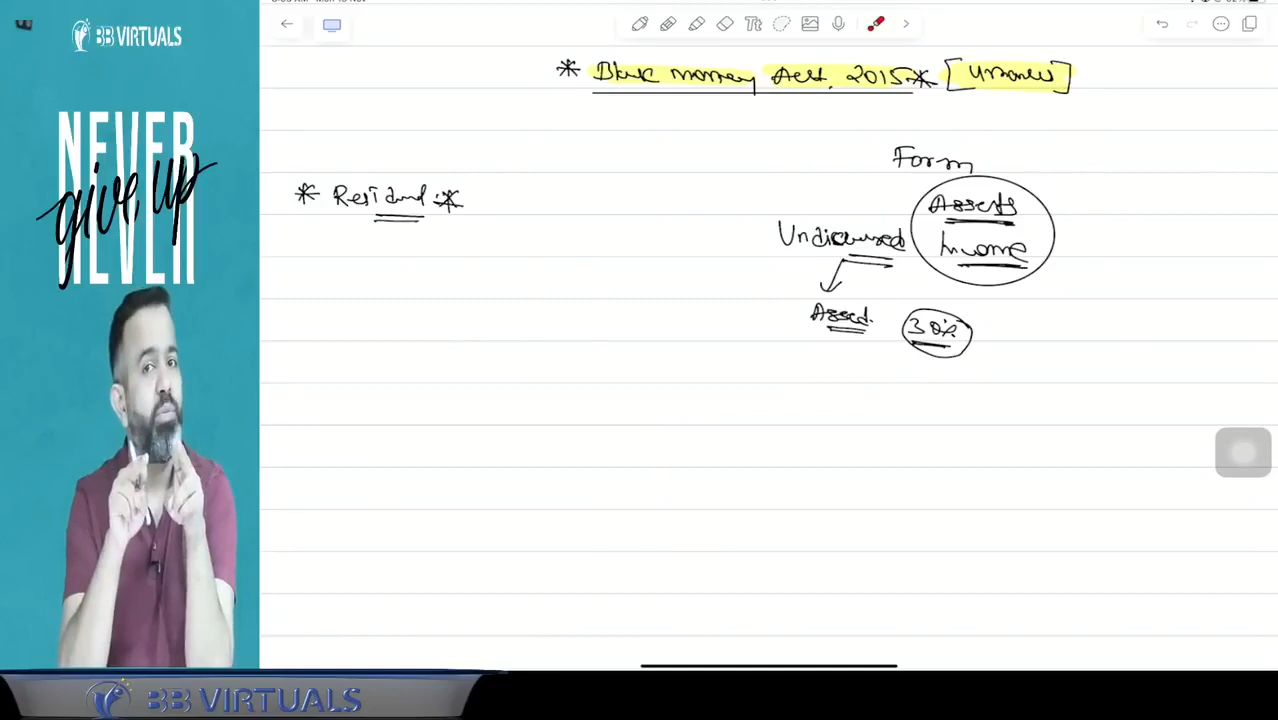 BB VIRTUALS
NEVER
give up
NEVER
* Black money Act, 2015 *
Form
* Resident *
Assets
Undisclosed
Income
Asset
30%
BB VIRTUALS